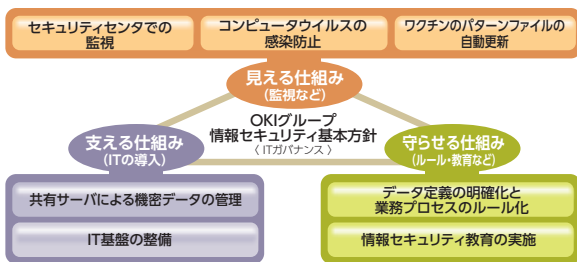 セキュリティセンタでの
監視
コンピュータウイルスの
感染防止
ワクチンのパターンファイルの
自動更新
見える仕組み
(監視など)
OKIグループ
情報セキュリティ基本方針
〈 ITガバナンス 〉
支える仕組み
(ITの導入)
守らせる仕組み
(ルール・教育など)
共有サーバによる機密データの管理
IT基盤の整備
データ定義の明確化と
業務プロセスのルール化
情報セキュリティ教育の実施